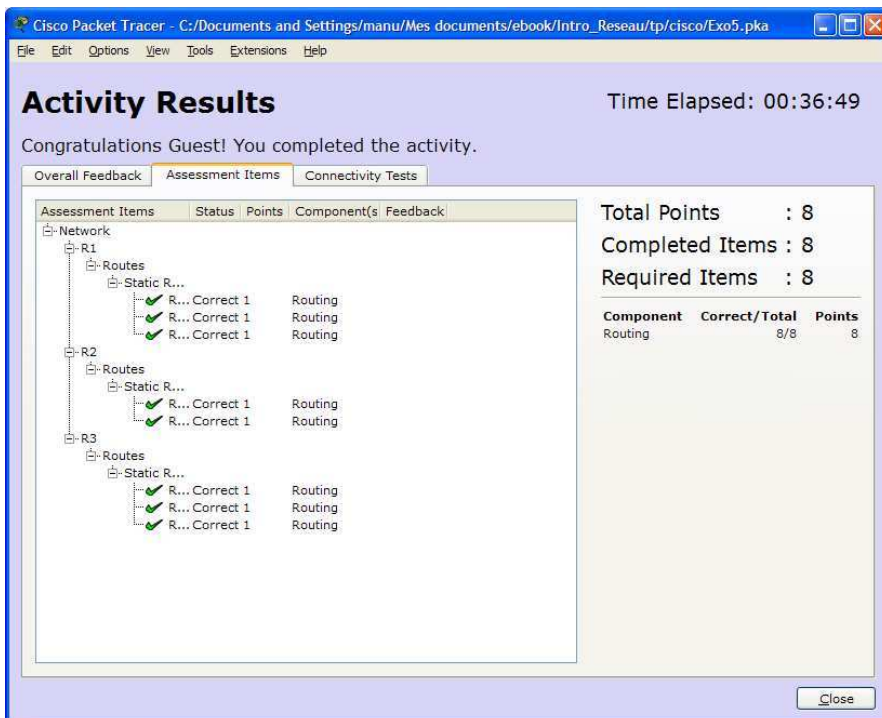 Cisco Packet Tracer - C:/Documents and Settings/manu/Mes documents/ebook/Intro_Reseau/tp/cisco/Exo5.pka
File Edit Options View Tools Extensions Help
Activity Results
Time Elapsed: 00:36:49
Congratulations Guest! You completed the activity.
Overall Feedback Assessment Items Connectivity Tests
Assessment Items Status Points Component(s Feedback
Network
R1
Routes
Static R...
R... Correct 1 Routing
R... Correct 1 Routing
R... Correct 1 Routing
R2
Routes
Static R...
R... Correct 1 Routing
R... Correct 1 Routing
R3
Routes
Static R...
R... Correct 1 Routing
R... Correct 1 Routing
R... Correct 1 Routing
Total Points : 8
Completed Items : 8
Required Items : 8
Component Correct/Total Points
Routing 8/8 8
Close